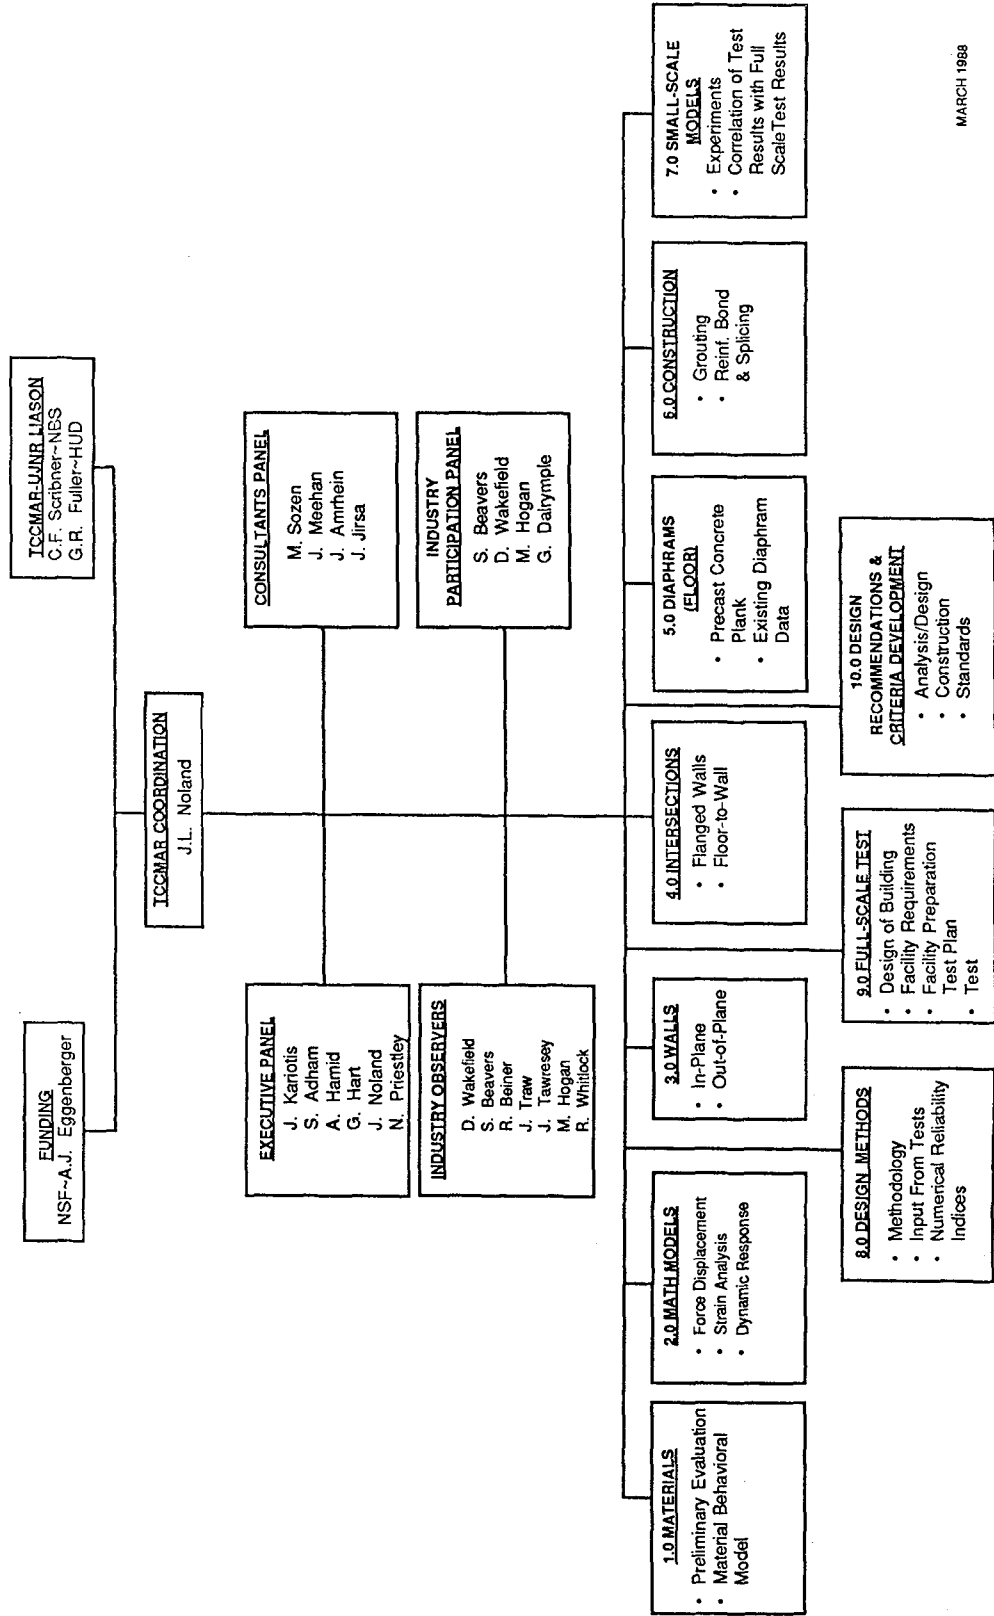 FUNDING
NSF~A.J. Eggenberger
TCCMAR-UJNR LIASON
C.F. Scribner~NBS
G.R. Fuller~HUD
TCCMAR COORDINATION
J.L. Noland
EXECUTIVE PANEL
J. Kariotis
S. Adham
A. Hamid
G. Hart
J. Noland
N. Priestley
CONSULTANTS PANEL
M. Sozen
J. Meehan
J. Amrhein
J. Jirsa
INDUSTRY OBSERVERS
D. Wakefield
S. Beavers
R. Beiner
J. Traw
J. Tawresey
M. Hogan
R. Whitlock
INDUSTRY
PARTICIPATION PANEL
S. Beavers
D. Wakefield
M. Hogan
G. Dalrymple
1.0 MATERIALS
• Preliminary Evaluation
• Material Behavioral
Model
2.0 MATH MODELS
• Force Displacement
• Strain Analysis
• Dynamic Response
3.0 WALLS
• In-Plane
• Out-of-Plane
4.0 INTERSECTIONS
• Flanged Walls
• Floor-to-Wall
5.0 DIAPHRAMS
(FLOOR)
• Precast Concrete
Plank
• Existing Diaphram
Data
6.0 CONSTRUCTION
• Grouting
• Reinf. Bond
& Splicing
7.0 SMALL-SCALE
MODELS
• Experiments
• Correlation of Test
Results with Full
ScaleTest Results
8.0 DESIGN METHODS
• Methodology
• Input From Tests
• Numerical Reliability
Indices
9.0 FULL-SCALE TEST
• Design of Building
• Facility Requirements
• Facility Preparation
• Test Plan
• Test
10.0 DESIGN
RECOMMENDATIONS &
CRITERIA DEVELOPMENT
• Analysis/Design
• Construction
• Standards
MARCH 1988